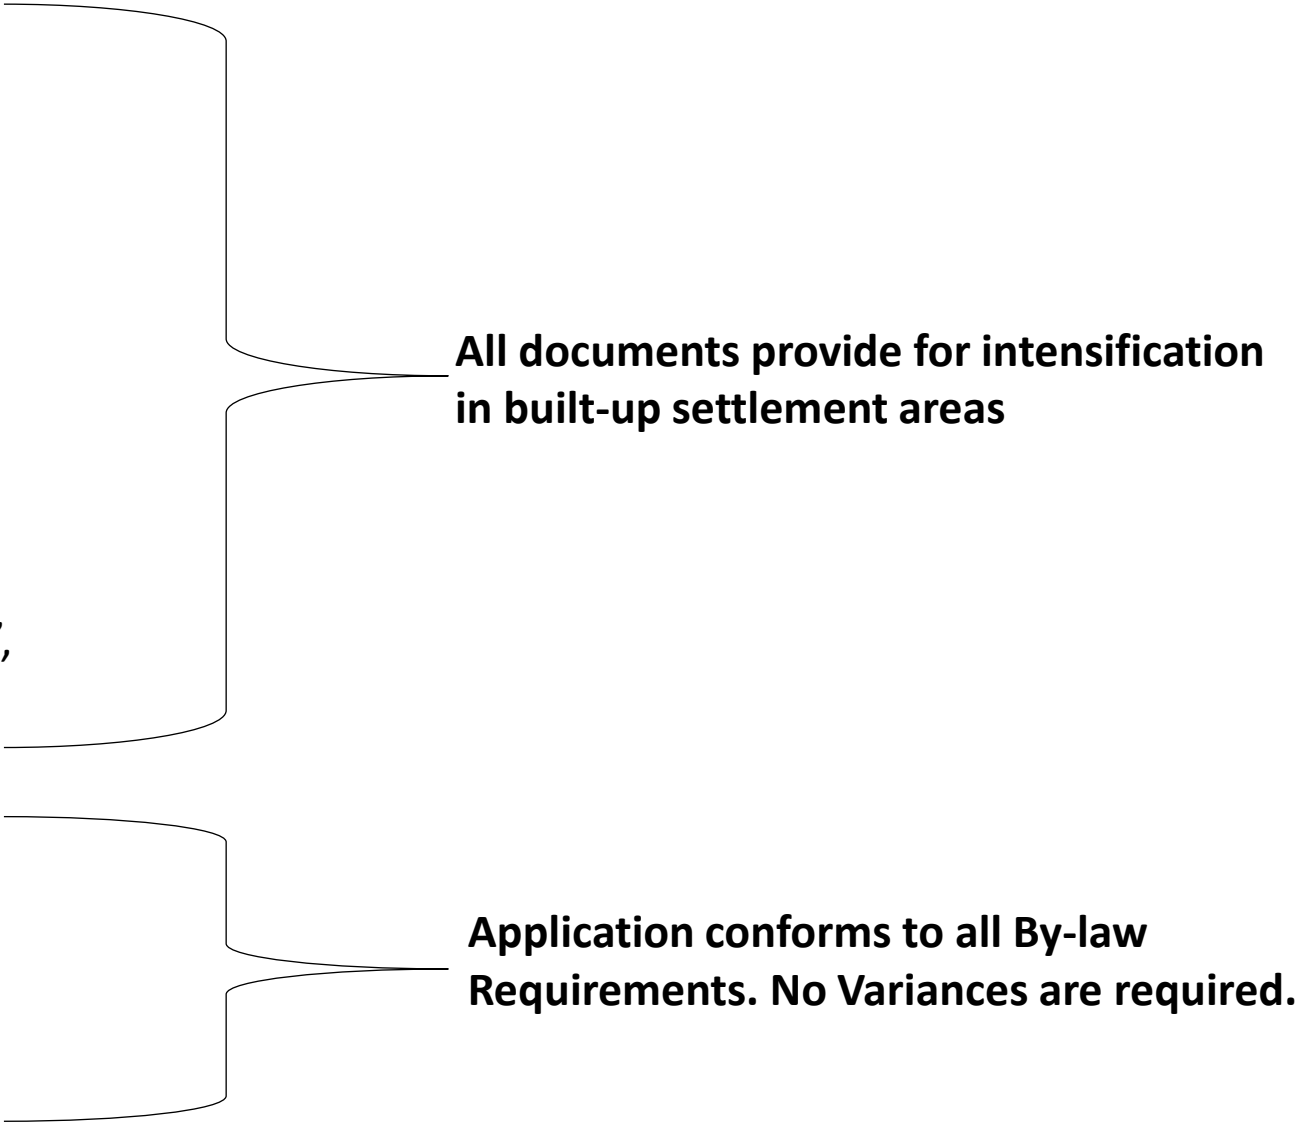 All documents provide for intensification
in built-up settlement areas
,
Application conforms to all By-law
Requirements. No Variances are required.